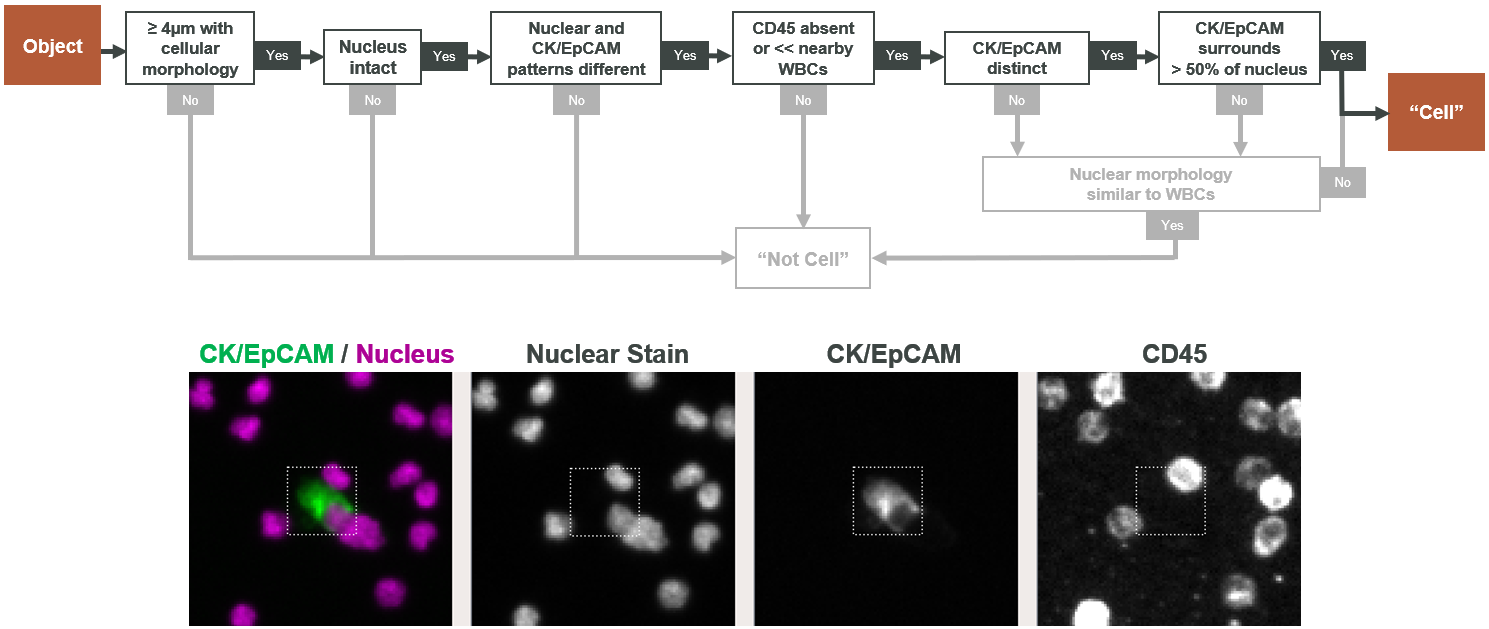 Object
≥ 4µm with
cellular
morphology
Yes
Nucleus
intact
Yes
Nuclear and
CK/EpCAM
patterns different
Yes
CD45 absent
or << nearby
WBCs
Yes
CK/EpCAM
distinct
Yes
CK/EpCAM
surrounds
> 50% of nucleus
Yes
No
No
No
No
No
No
“Cell”
Nuclear morphology
similar to WBCs
No
Yes
“Not Cell”
CK/EpCAM / Nucleus
Nuclear Stain
CK/EpCAM
CD45